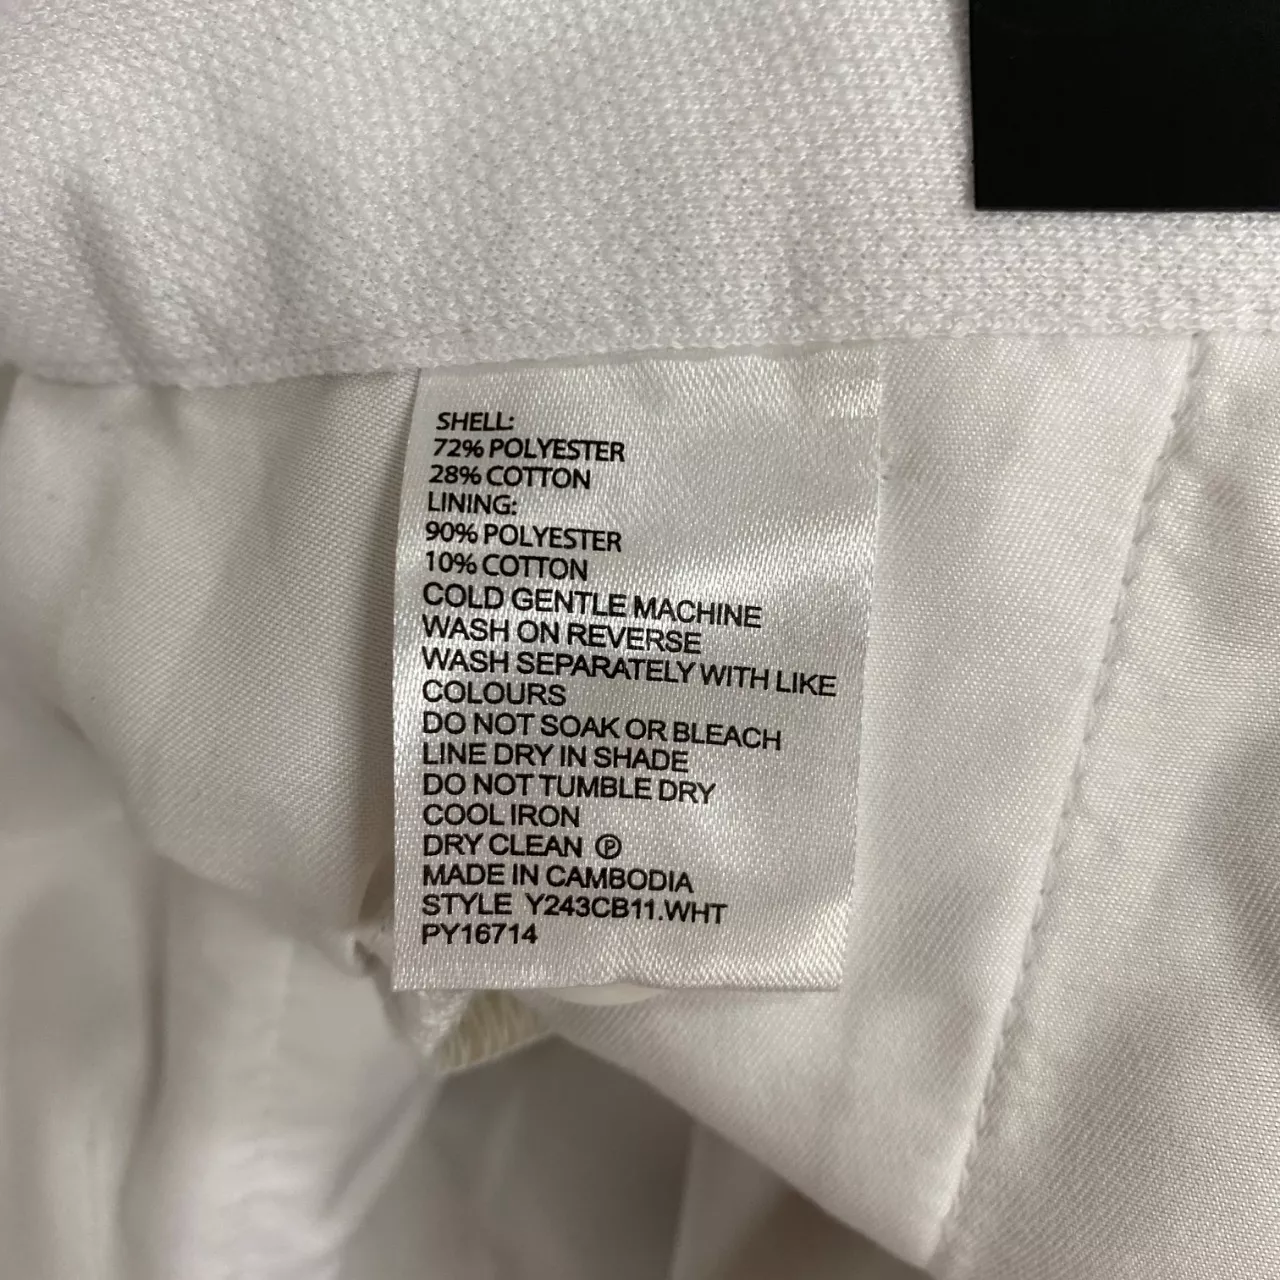 SHELL:
72% POLYESTER
28% COTTON
LINING:
90% POLYESTER
10% COTTON
COLD GENTLE MACHINE
WASH ON REVERSE
WASH SEPARATELY WITH LIKE
COLOURS
DO NOT SOAK OR BLEACH
LINE DRY IN SHADE
DO NOT TUMBLE DRY
COOL IRON
DRY CLEAN Ⓟ
MADE IN CAMBODIA
STYLE Y243CB11.WHT
PY16714